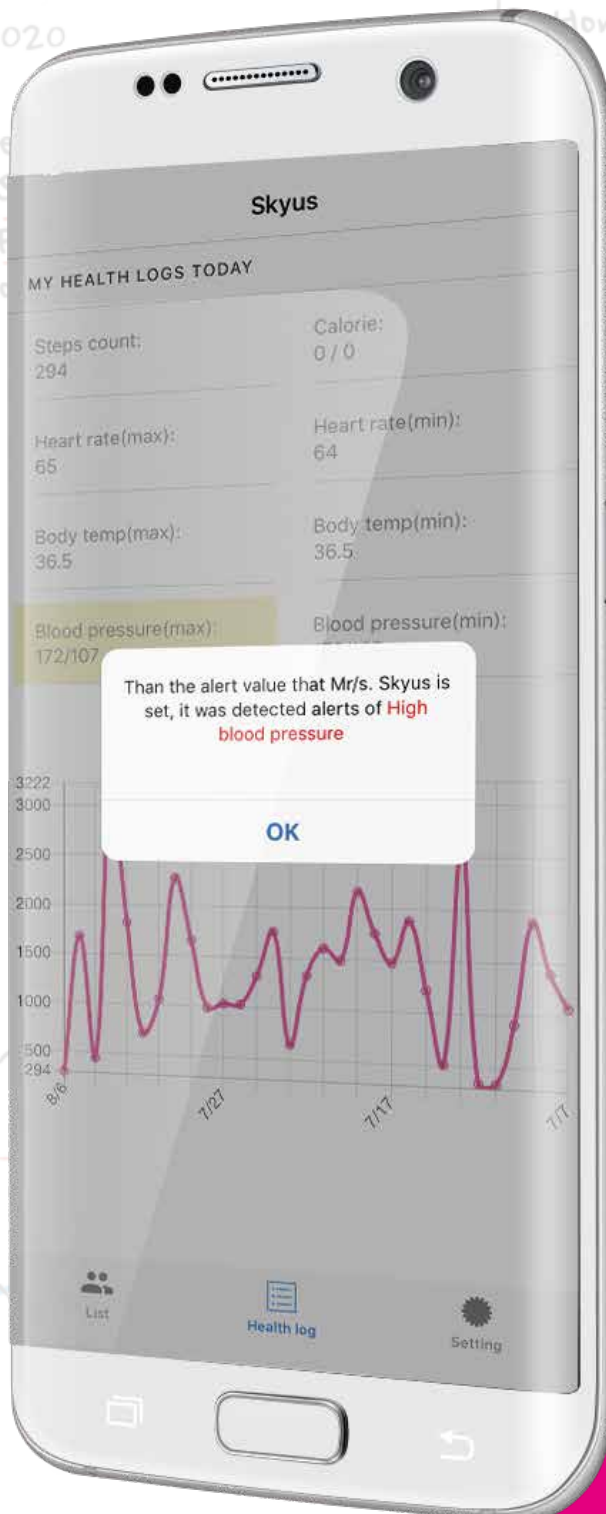 020
Skyus
MY HEALTH LOGS TODAY
Steps count:
294
Calorie:
0 / 0
Heart rate(max):
65
Heart rate(min):
64
Body temp(max):
36.5
Body temp(min):
36.5
Blood pressure(max):
172/107
Blood pressure(min):
Than the alert value that Mr/s. Skyus is
set, it was detected alerts of High
blood pressure
OK
3222
3000
2500
2000
1500
1000
500
294
8/6
7/27
7/17
7/7
List
Health log
Setting